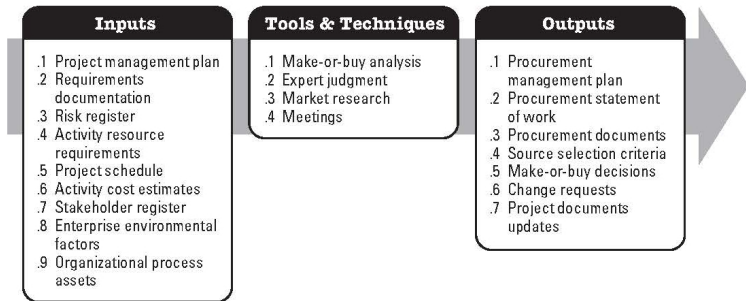 Inputs
.1 Project management plan
.2 Requirements
documentation
.3 Risk register
.4 Activity resource
requirements
.5 Project schedule
.6 Activity cost estimates
.7 Stakeholder register
.8 Enterprise environmental
factors
.9 Organizational process
assets
Tools & Techniques
.1 Make-or-buy analysis
.2 Expert judgment
.3 Market research
.4 Meetings
Outputs
.1 Procurement
management plan
.2 Procurement statement
of work
.3 Procurement documents
.4 Source selection criteria
.5 Make-or-buy decisions
.6 Change requests
.7 Project documents
updates